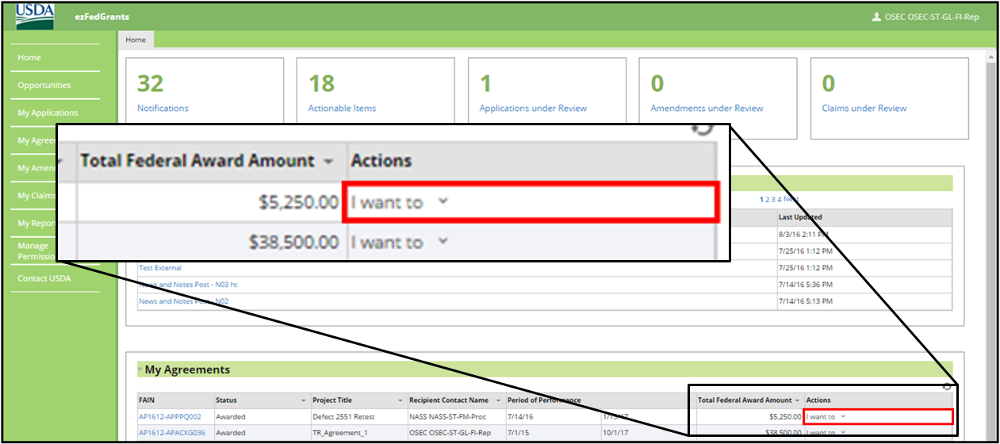 USDA
ezFedGrants
OSEC OSEC-ST-GL-FI-Rep
Home
Home
Opportunities
My Applications
My Agree
My Amen
My Claims
My Repor
Manage
Permissio
Contact USDA
32
Notifications
18
Actionable Items
1
Applications under Review
0
Amendments under Review
0
Claims under Review
Total Federal Award Amount Actions
$5,250.00 I want to
$38,500.00 I want to
1 2 3 4 Next
Last Updated
8/3/16 2:11 PM
7/25/16 1:12 PM
Test External 7/25/16 1:12 PM
News and Notes Post - N03 ht 7/14/16 5:36 PM
News and Notes Post - N02 7/14/16 5:13 PM
My Agreements
FAIN Status Project Title Recipient Contact Name Period of Performance Total Federal Award Amount Actions
AP1612-APPPQ002 Awarded Defect 2551 Retest NASS NASS-ST-FM-Proc 7/14/16 $5,250.00 I want to
AP1612-APACXG036 Awarded TR_Agreement_1 OSEC OSEC-ST-GL-FI-Rep 7/1/15 10/1/17 $38,500.00 I want to